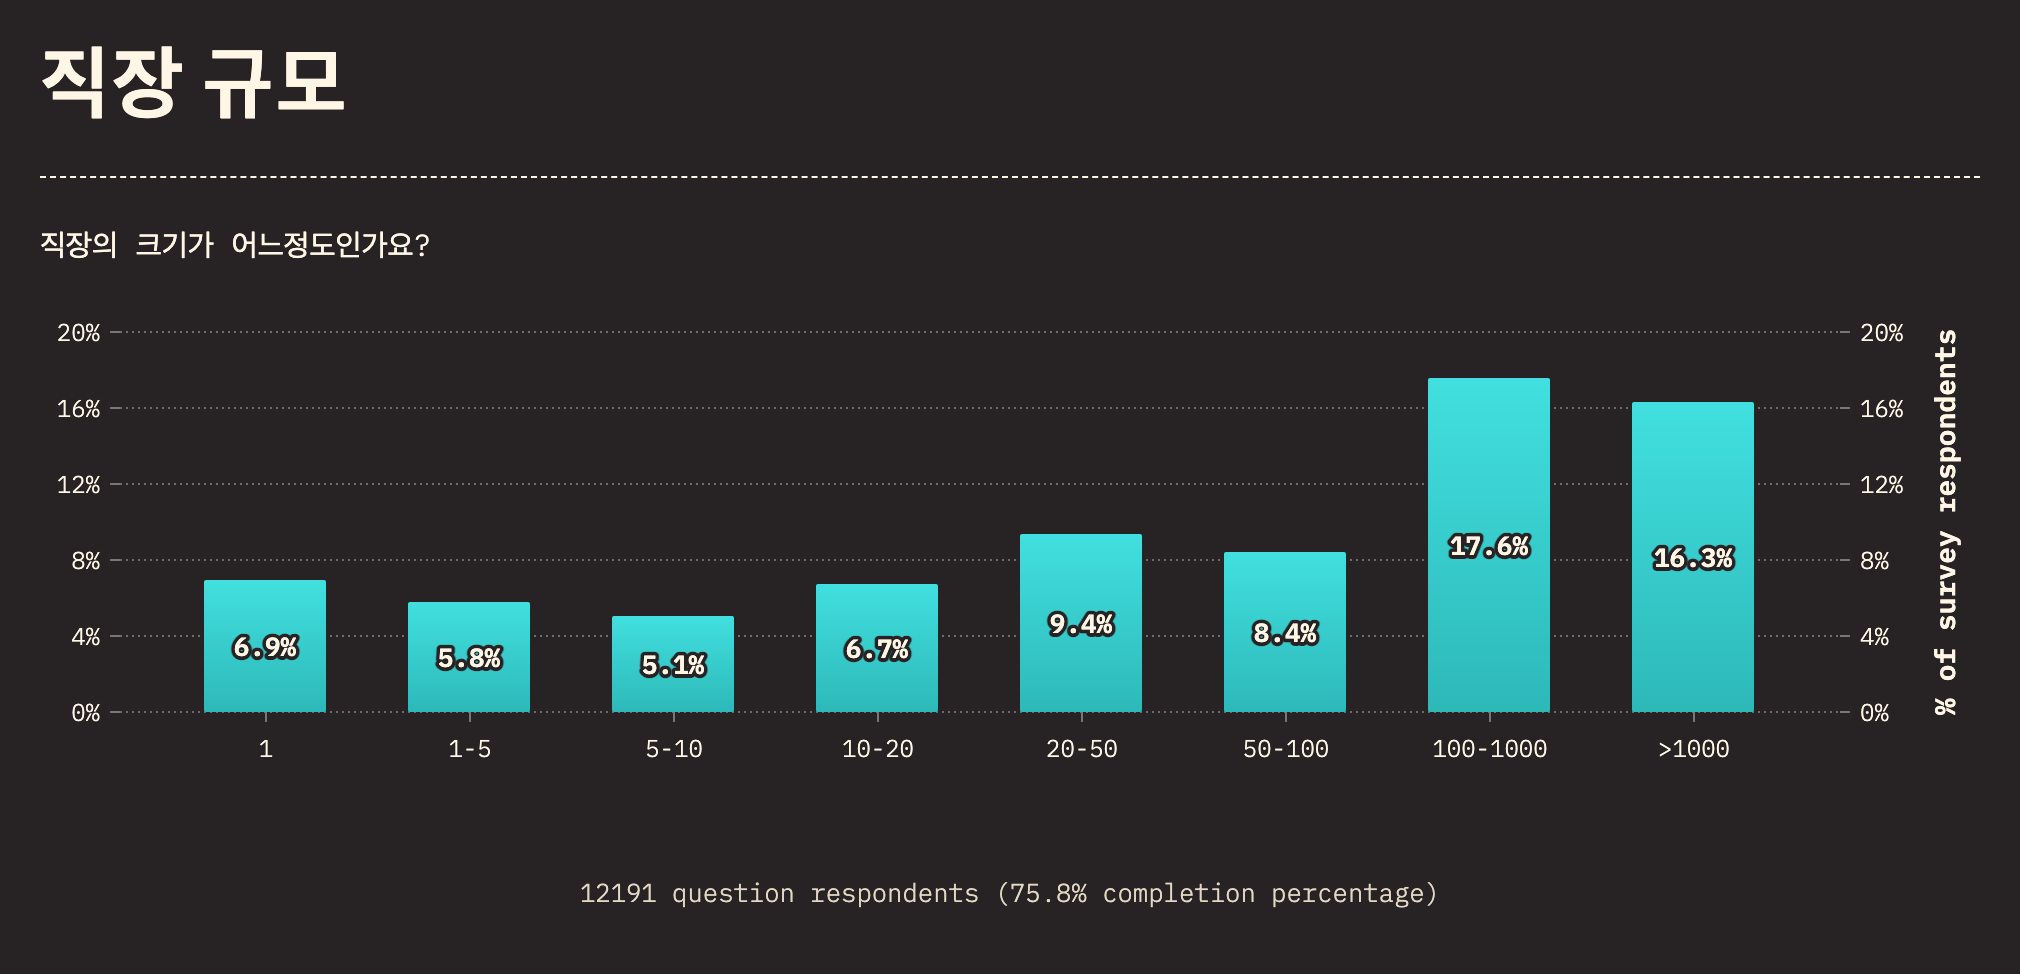 직장 규모
직장의 크기가 어느정도인가요?
20% 20%
16% 16%
12% 12%
8% 8%
4% 4%
0% 0%
% of survey respondents
6.9% 5.8% 5.1% 6.7% 9.4% 8.4% 17.6% 16.3%
1 1-5 5-10 10-20 20-50 50-100 100-1000 >1000
12191 question respondents (75.8% completion percentage)